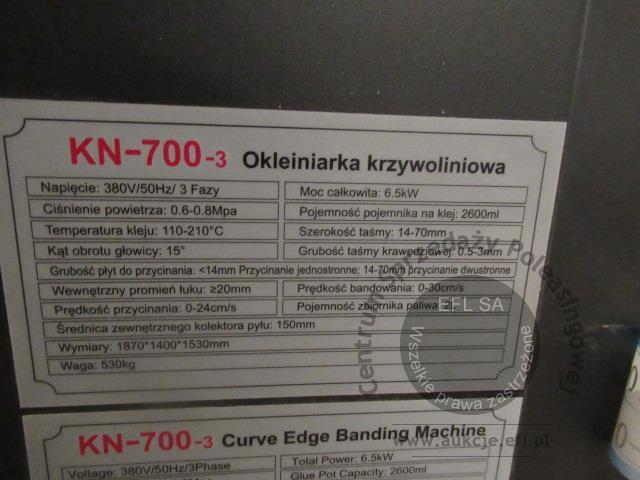 KN-700-3 Okleiniarka krzywoliniowa
Napięcie: 380V/50Hz/ 3 Fazy Moc całkowita: 6.5kW
Ciśnienie powietrza: 0.6-0.8Mpa Pojemność pojemnika na klej: 2600ml
Temperatura kleju: 110-210°C Szerokość taśmy: 14-70mm
Kąt obrotu głowicy: 15° Grubość taśmy krawędziowej: 0.5-3mm
Grubość płyt do przycinania: <14mm Przycinanie jednostronne; 14-70mm przycinanie dwustronne
Wewnętrzny promień łuku: ≥20mm Prędkość bandowania: 0-30cm/s
Prędkość przycinania: 0-24cm/s Pojemność zbiornika paliwa: 2L
Średnica zewnętrznego kolektora pyłu: 150mm
Wymiary: 1870*1400*1530mm
Waga: 530kg
Centrum sprzedaży Poleasingowej
EFL SA
Wszelkie prawa zastrzeżone
www.aukcje.efl.pl
KN-700-3 Curve Edge Banding Machine
Voltage: 380V/50Hz/3Phase Total Power: 6.5kW
Glue Pot Capacity: 2600ml